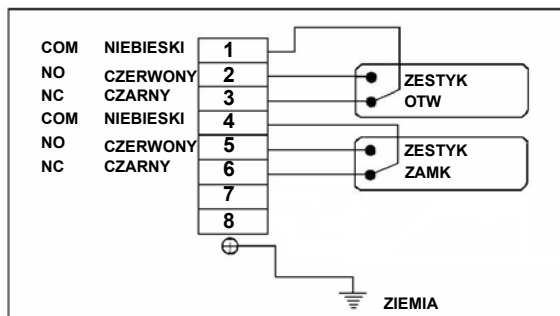 COM NIEBIESKI 1
NO CZERWONY 2 ZESTYK
NC CZARNY 3 OTW
COM NIEBIESKI 4
NO CZERWONY 5 ZESTYK
NC CZARNY 6 ZAMK
7
8
ZIEMIA